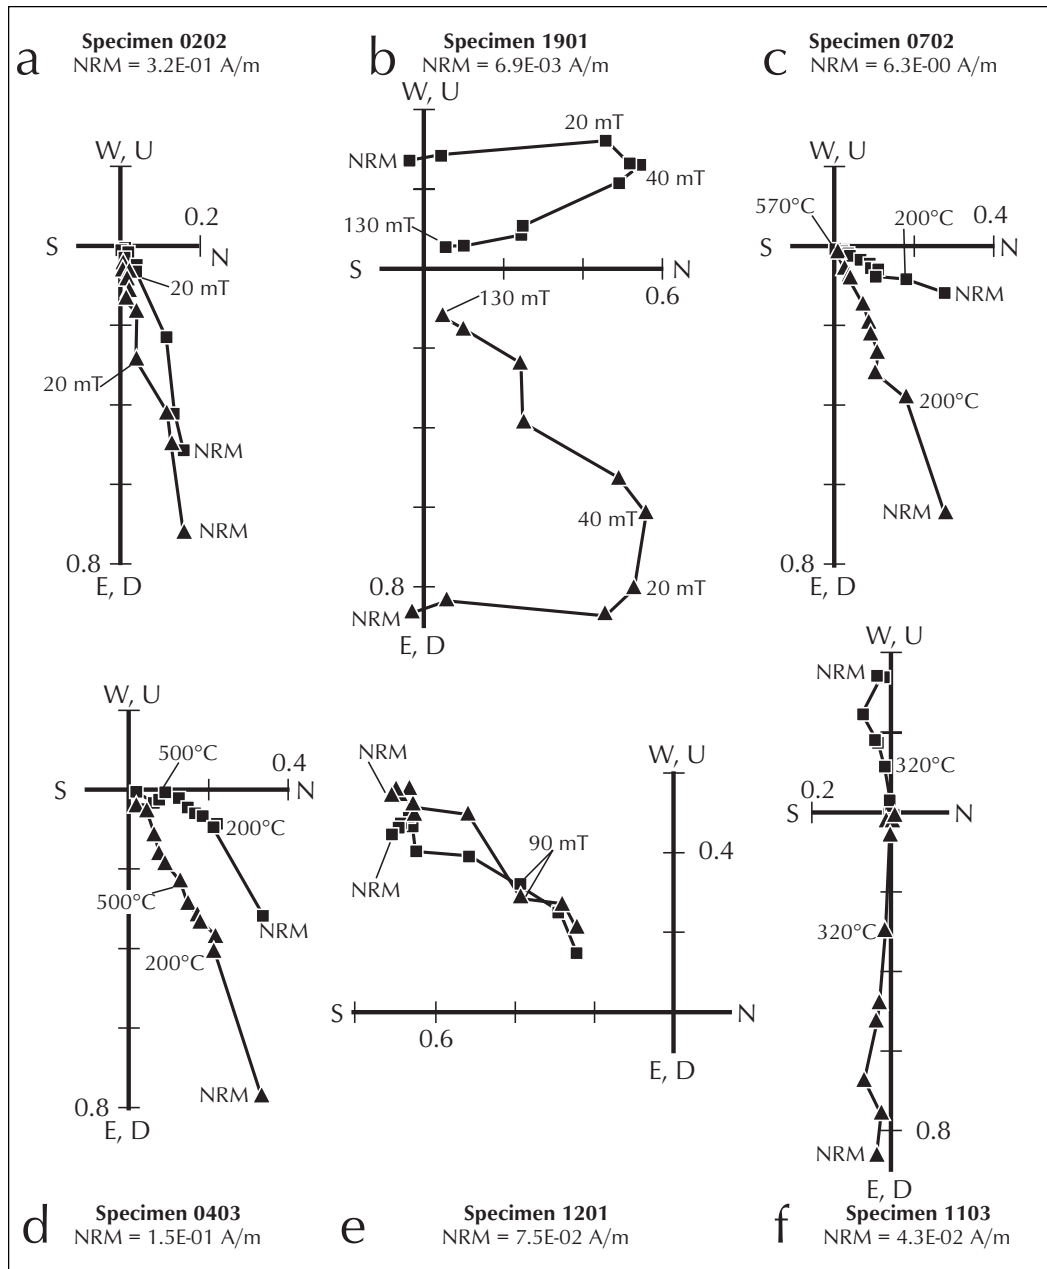 a
Specimen 0202
NRM = 3.2E-01 A/m
W, U
0.2
S
N
20 mT
20 mT
NRM
NRM
0.8
E, D
b
Specimen 1901
NRM = 6.9E-03 A/m
W, U
20 mT
NRM
40 mT
130 mT
S
N
0.6
130 mT
40 mT
0.8
20 mT
NRM
E, D
c
Specimen 0702
NRM = 6.3E-00 A/m
W, U
570°C
200°C
0.4
S
N
NRM
200°C
NRM
0.8
E, D
W, U
500°C
0.4
S
N
200°C
500°C
NRM
200°C
NRM
0.8
E, D
d
Specimen 0403
NRM = 1.5E-01 A/m
NRM
W, U
90 mT
0.4
NRM
S
N
0.6
E, D
e
Specimen 1201
NRM = 7.5E-02 A/m
W, U
NRM
320°C
0.2
S
N
320°C
0.8
NRM
E, D
f
Specimen 1103
NRM = 4.3E-02 A/m